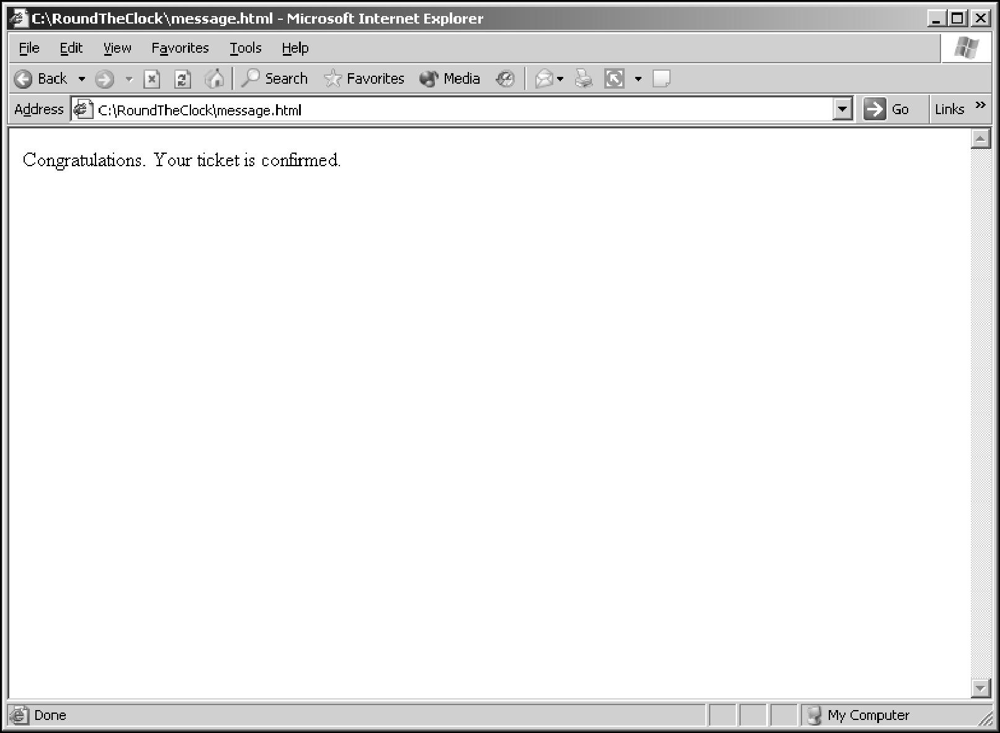 C:\RoundTheClock\message.html - Microsoft Internet Explorer
File Edit View Favorites Tools Help
Back Search Favorites Media
Address C:\RoundTheClock\message.html Go Links »
Congratulations. Your ticket is confirmed.
Done My Computer